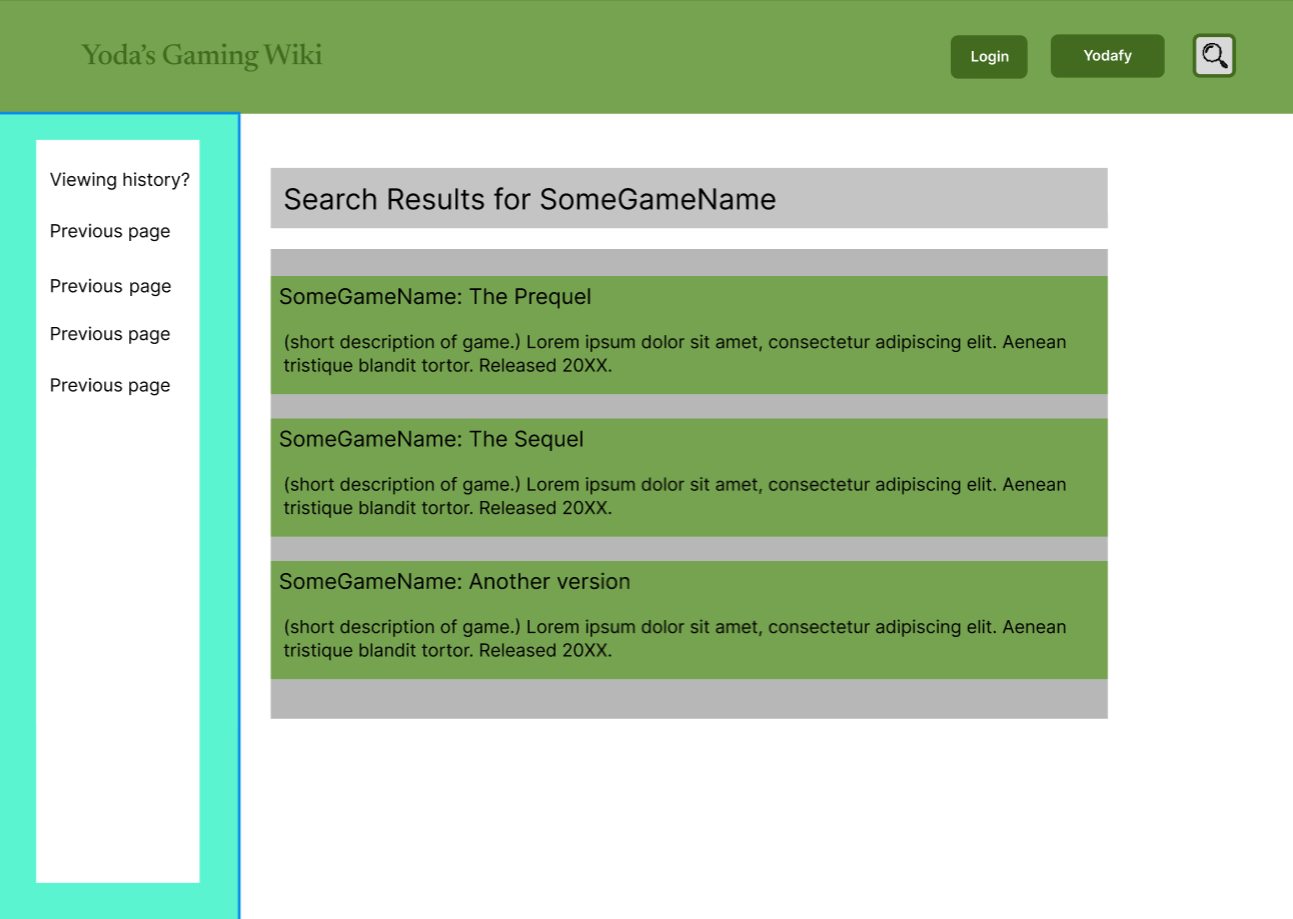 Yoda's Gaming Wiki
Login
Yodafy
Viewing history?
Previous page
Previous page
Previous page
Previous page
Search Results for SomeGameName
SomeGameName: The Prequel
(short description of game.) Lorem ipsum dolor sit amet, consectetur adipiscing elit. Aenean
tristique blandit tortor. Released 20XX.
SomeGameName: The Sequel
(short description of game.) Lorem ipsum dolor sit amet, consectetur adipiscing elit. Aenean
tristique blandit tortor. Released 20XX.
SomeGameName: Another version
(short description of game.) Lorem ipsum dolor sit amet, consectetur adipiscing elit. Aenean
tristique blandit tortor. Released 20XX.